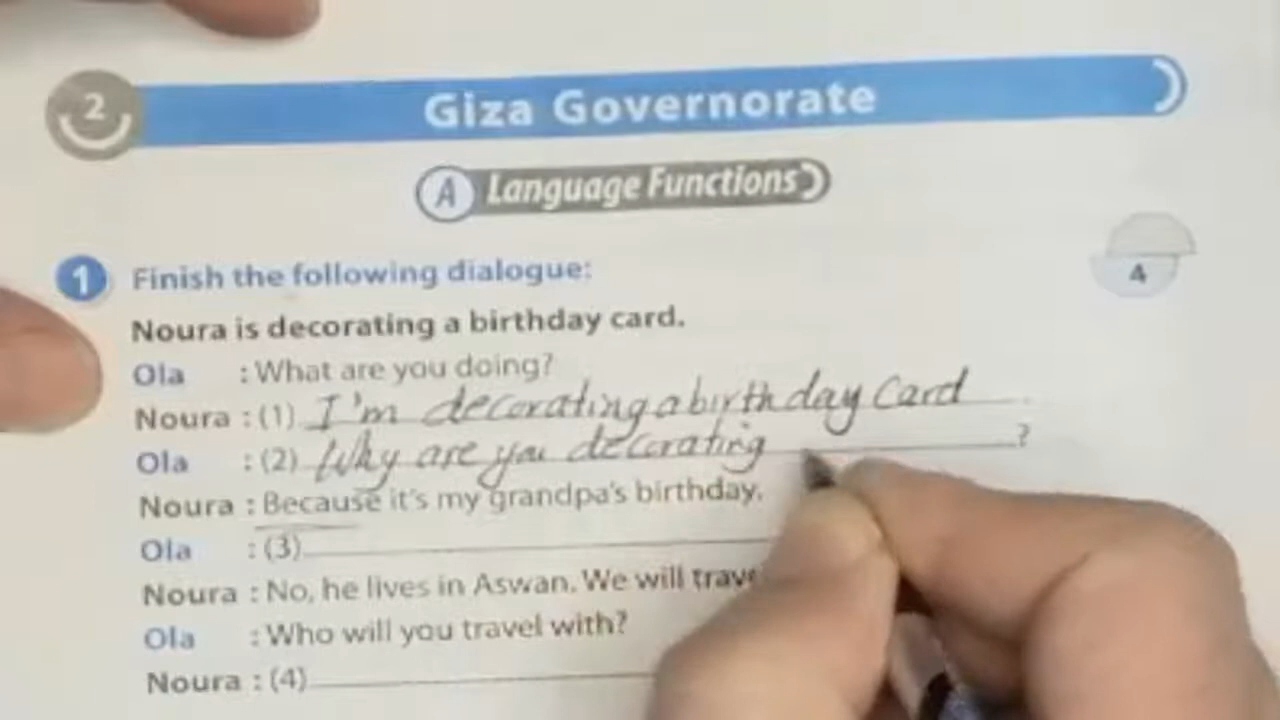 2
Giza Governorate
A Language Functions
1 Finish the following dialogue:
4
Noura is decorating a birthday card.
Ola : What are you doing?
Noura : (1) I'm decorating a birthday card
Ola : (2) Why are you decorating ?
Noura : Because it's my grandpa's birthday.
Ola : (3)
Noura : No, he lives in Aswan. We will
Ola : Who will you travel with?
Noura : (4)